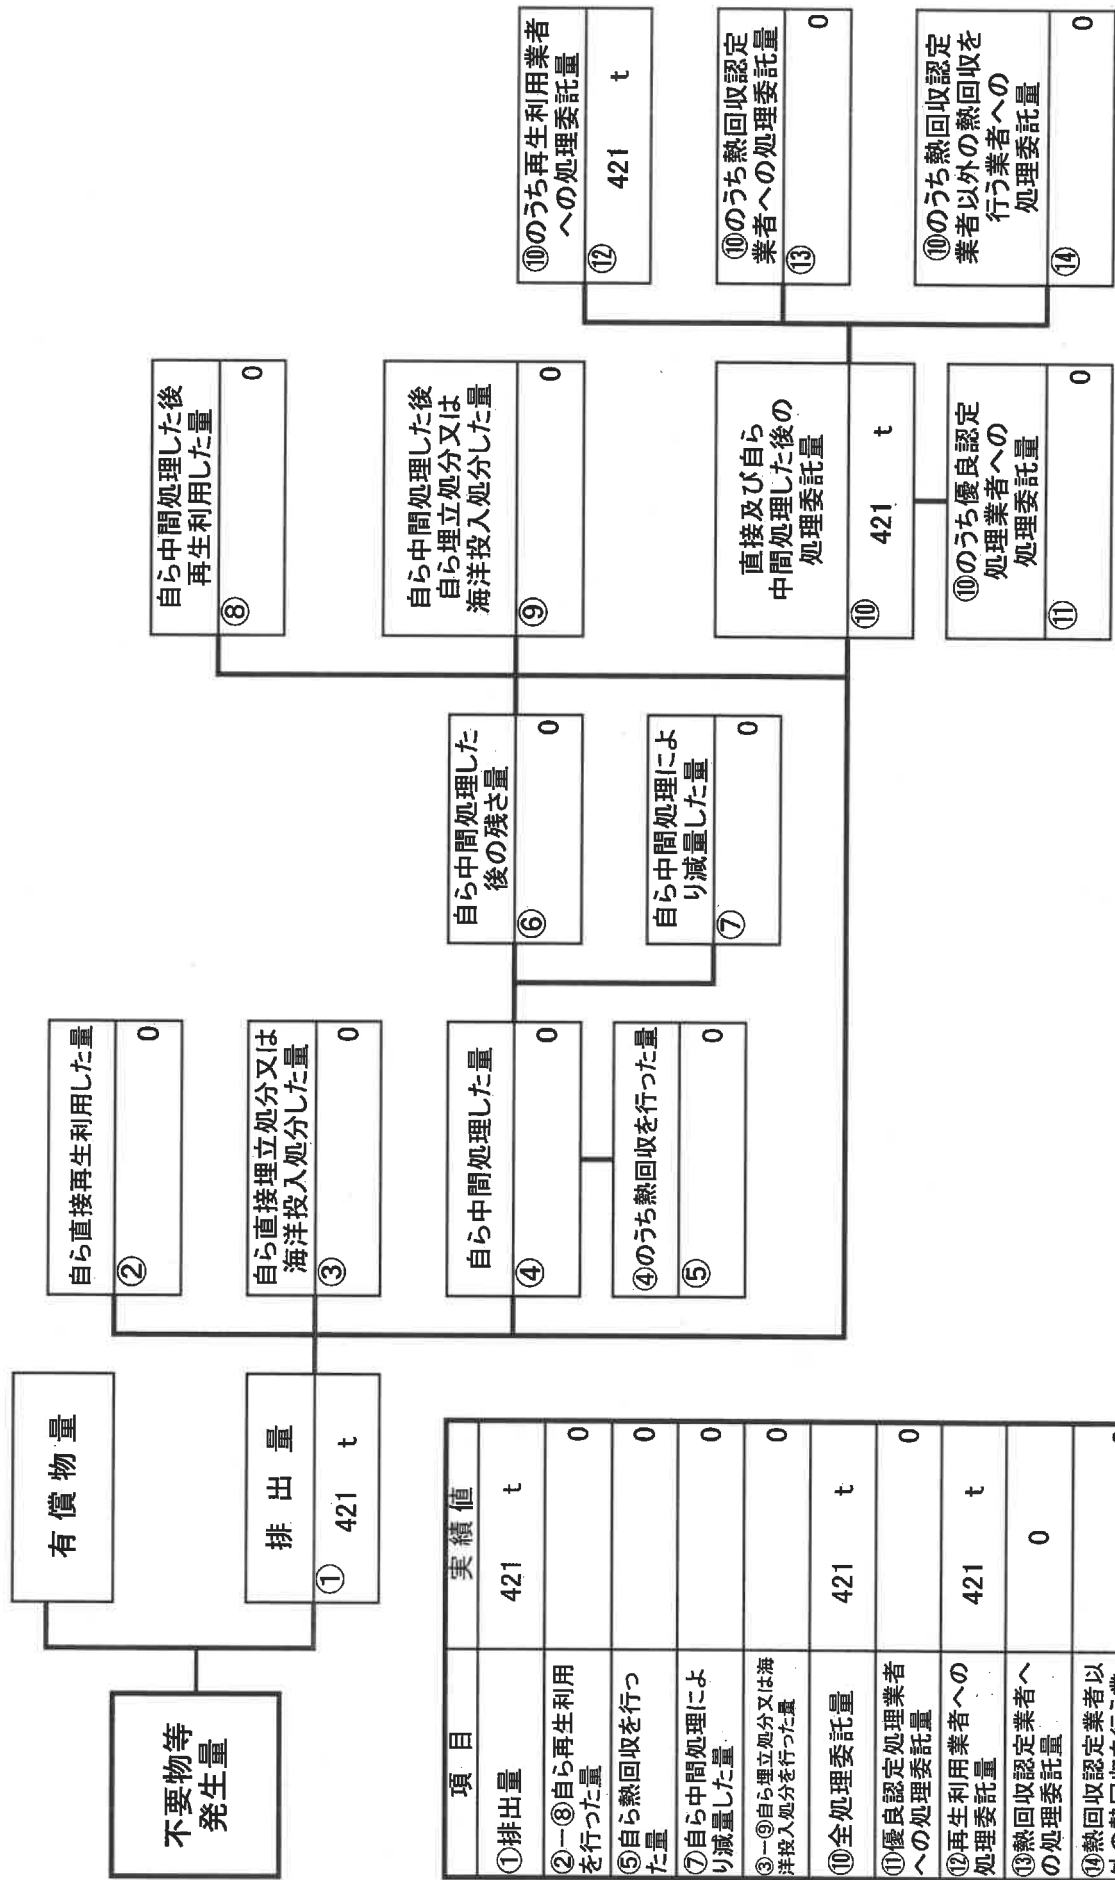 不要物等
発生量
有 償 物 量
排 出 量
① 421 t
自ら直接再生利用した量
② 0
自ら直接埋立処分又は
海洋投入処分した量
③ 0
自ら中間処理した量
④ 0
④のうち熱回収を行った量
⑤ 0
自ら中間処理した
後の残さ量
⑥ 0
自ら中間処理によ
り減量した量
⑦ 0
自ら中間処理した後
再生利用した量
⑧ 0
自ら中間処理した後
自ら埋立処分又は
海洋投入処分した量
⑨ 0
直接及び自ら
中間処理した後の
処理委託量
⑩ 421 t
⑩のうち優良認定
処理業者への
処理委託量
⑪ 0
⑩のうち再生利用業者
への処理委託量
⑫ 421 t
⑩のうち熱回収認定
業者への処理委託量
⑬ 0
⑩のうち熱回収認定
業者以外の熱回収を
行う業者への
処理委託量
⑭ 0
項 目 実 績 値
①排出量 421 t
②ー⑧自ら再生利用
を行った量 0
⑤自ら熱回収を行っ
た量 0
⑦自ら中間処理によ
り減量した量 0
③ー⑨自ら埋立処分又は海
洋投入処分を行った量 0
⑩全処理委託量 421 t
⑪優良認定処理業者
への処理委託量 0
⑫再生利用業者への
処理委託量 421 t
⑬熱回収認定業者へ
の処理委託量 0
⑭熱回収認定業者以